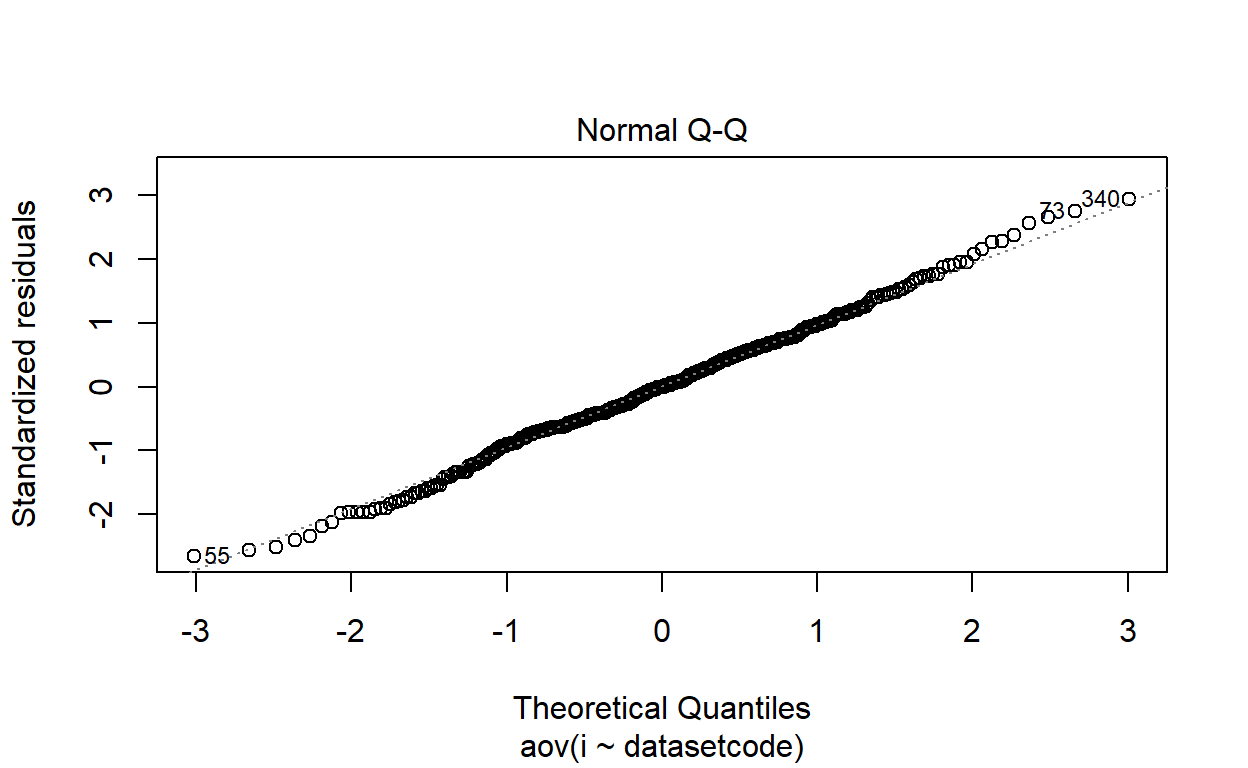 Normal Q-Q
Standardized residuals
3
2
1
0
-1
-2
73
340
55
-3 -2 -1 0 1 2 3
Theoretical Quantiles
aov(i ~ datasetcode)